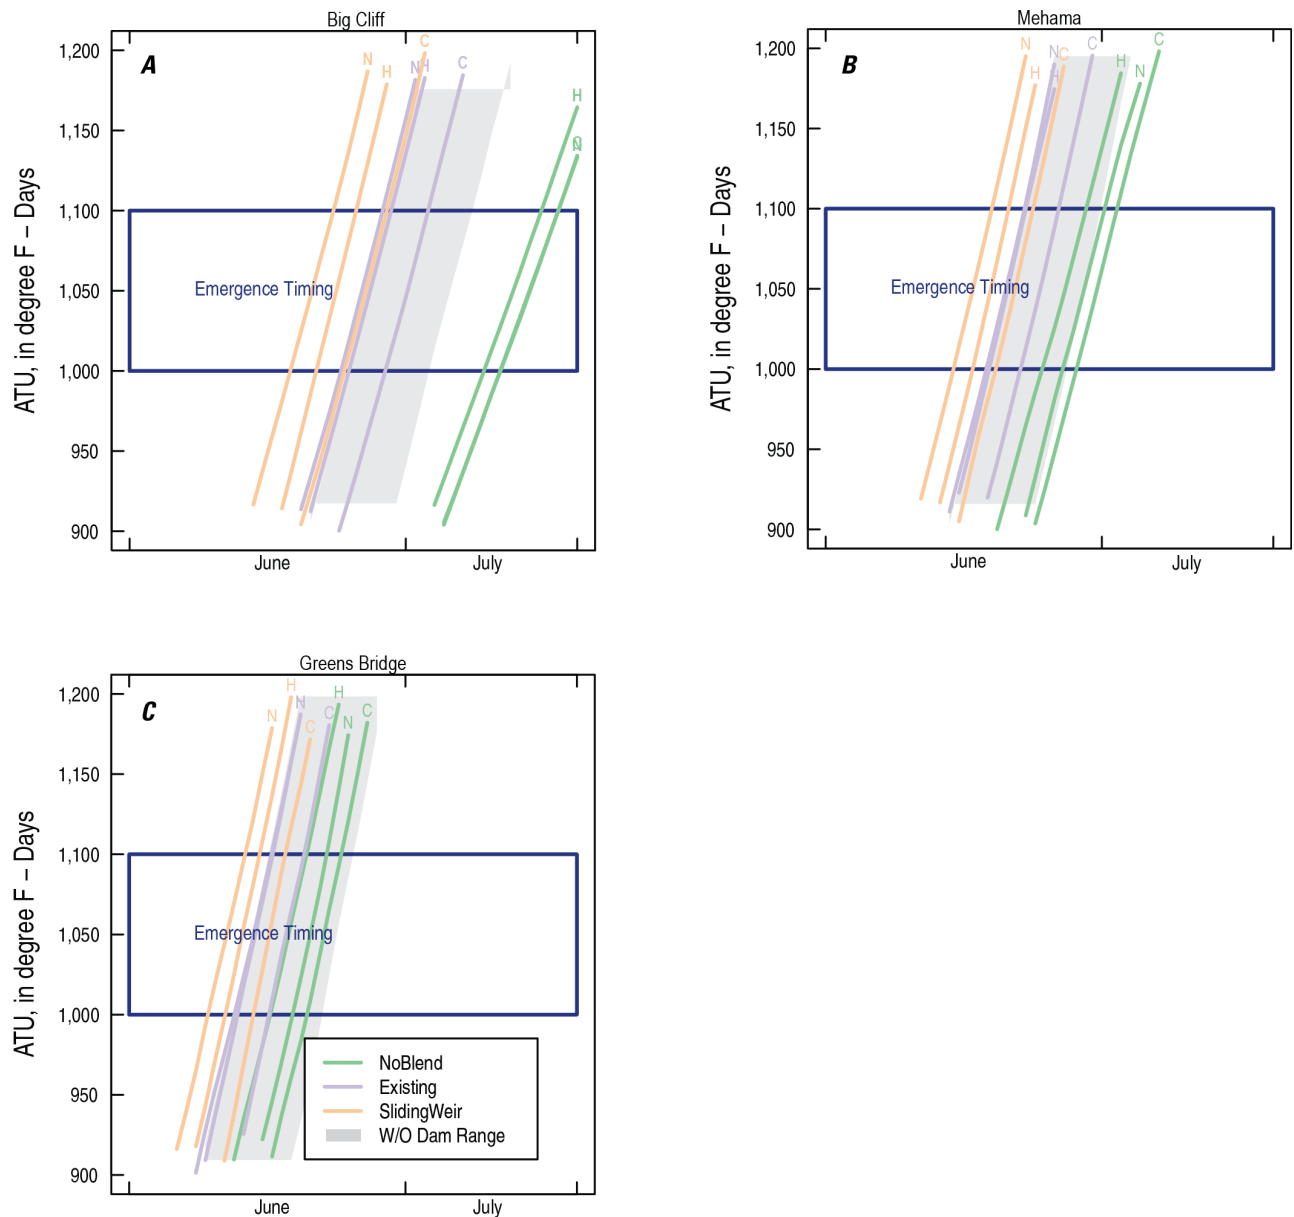 Big Cliff
A
1,200
1,150
1,100
1,050
1,000
950
900
ATU, in degree F – Days
N
H
N
H
C
C
H
C
N
Emergence Timing
June
July
Mehama
B
1,200
1,150
1,100
1,050
1,000
950
900
ATU, in degree F – Days
N
H
N
H
C
C
H
N
C
Emergence Timing
June
July
Greens Bridge
C
1,200
1,150
1,100
1,050
1,000
950
900
ATU, in degree F – Days
N
H
H
C
C
H
N
C
Emergence Timing
NoBlend
Existing
SlidingWeir
W/O Dam Range
June
July